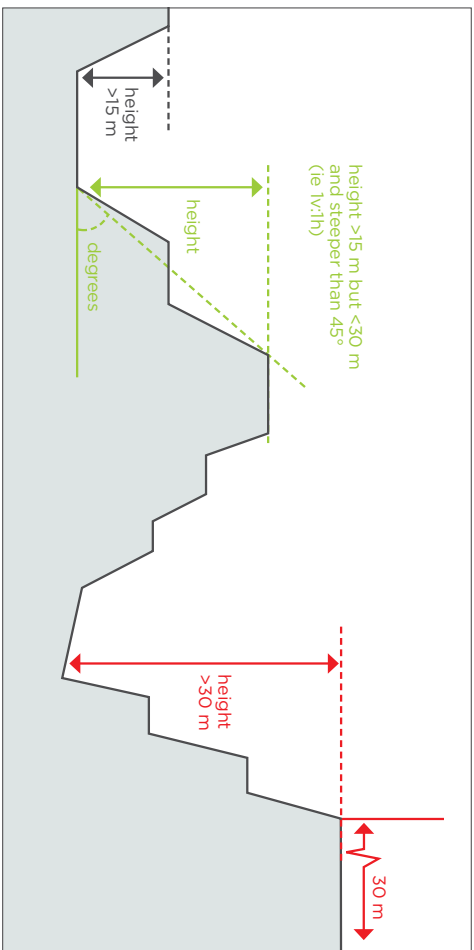 height
>15 m
height >15 m but <30 m
and steeper than 45°
(ie 1v:1h)
height
degrees
height
>30 m
30 m